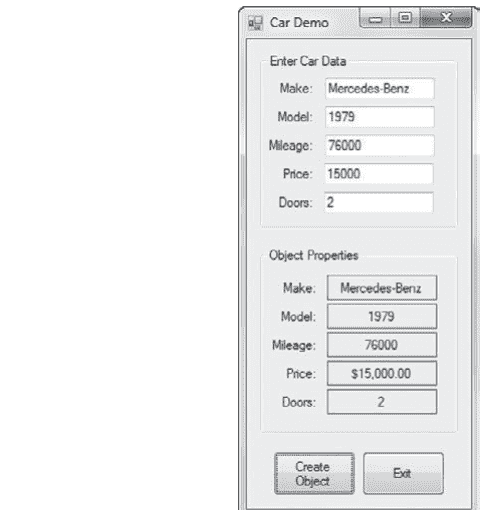 Car Demo
Enter Car Data
Make: Mercedes-Benz
Model: 1979
Mileage: 76000
Price: 15000
Doors: 2
Object Properties
Make: Mercedes-Benz
Model: 1979
Mileage: 76000
Price: $15,000.00
Doors: 2
Create Object Exit